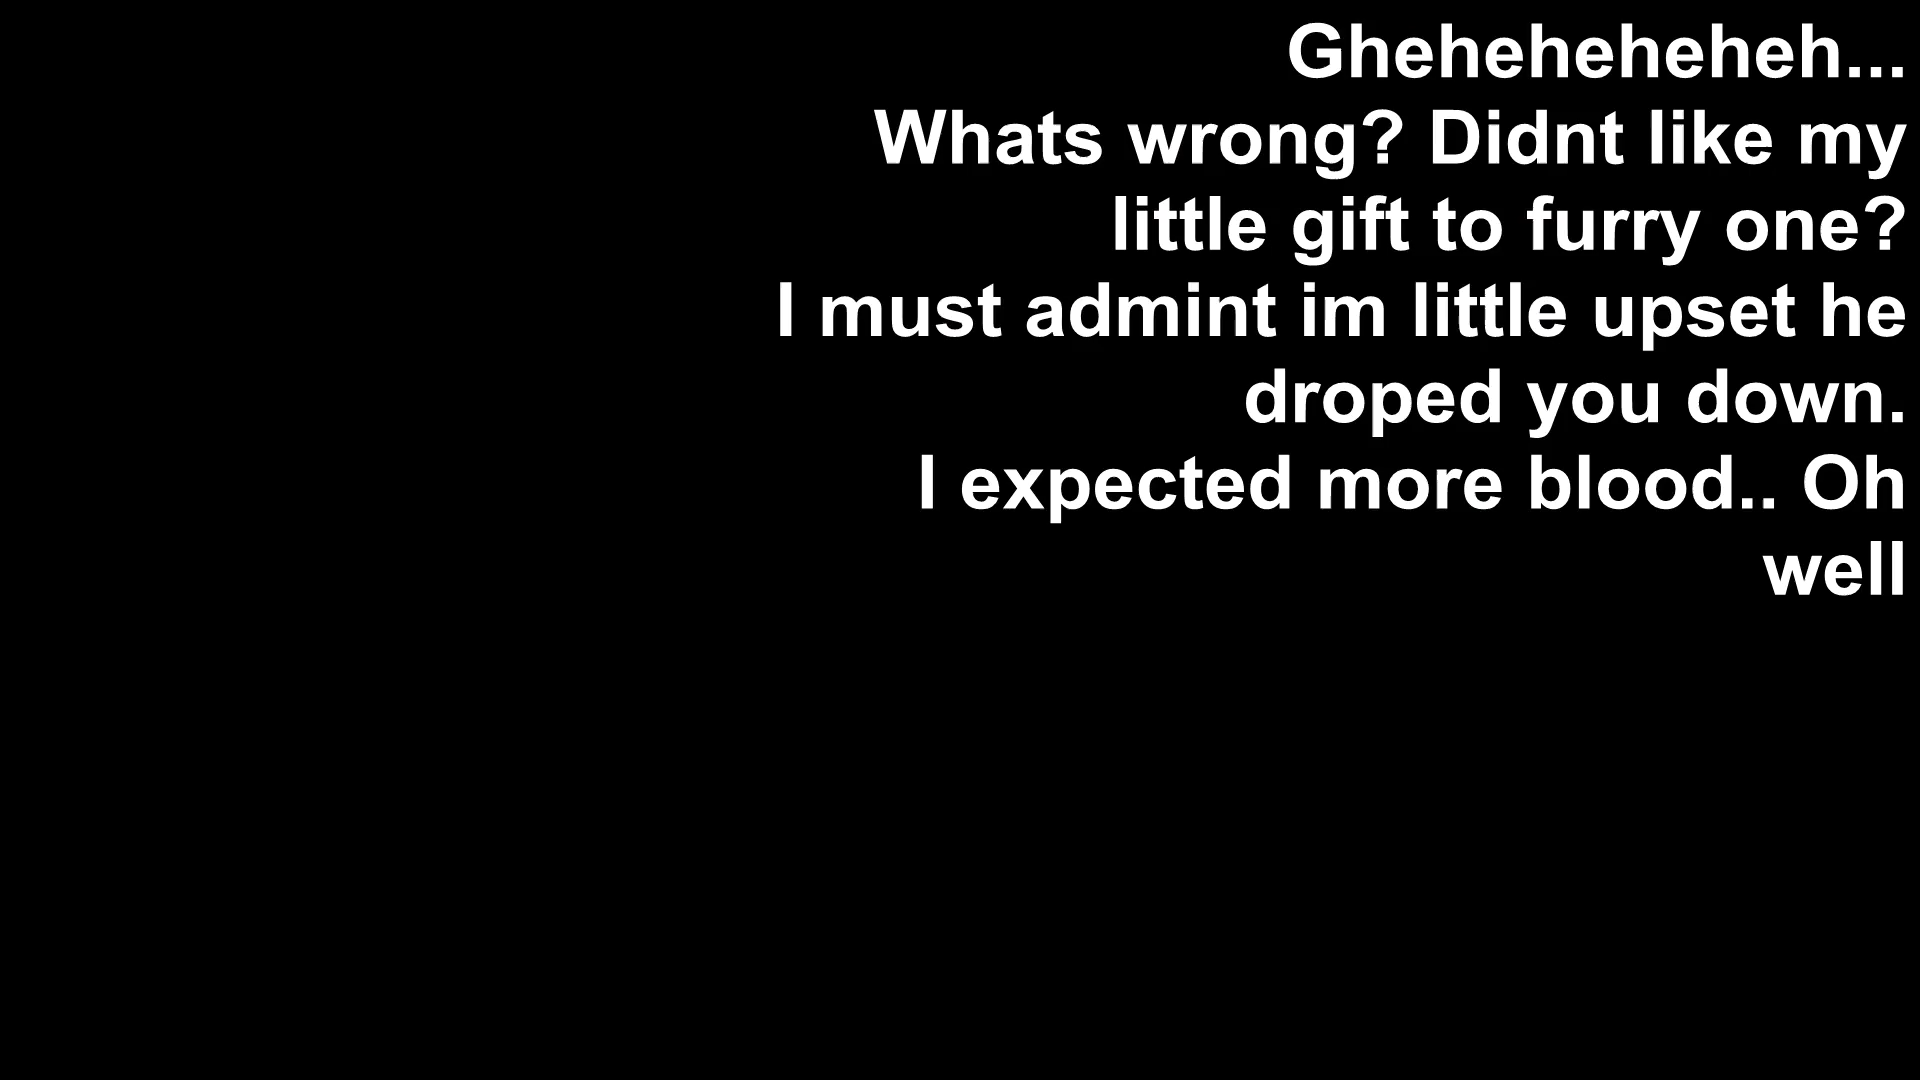 Gheheheheheh...
Whats wrong? Didnt like my
little gift to furry one?
I must admint im little upset he
droped you down.
I expected more blood.. Oh
well